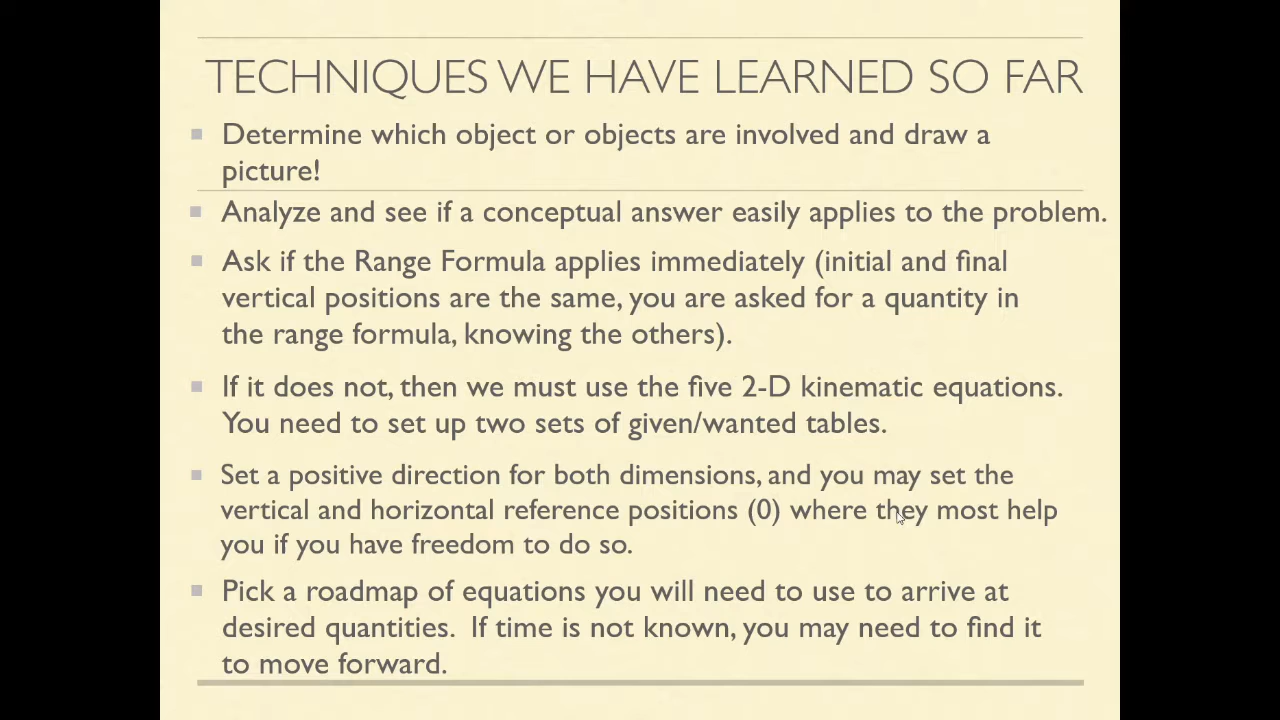 TECHNIQUES WE HAVE LEARNED SO FAR
Determine which object or objects are involved and draw a
picture!
Analyze and see if a conceptual answer easily applies to the problem.
Ask if the Range Formula applies immediately (initial and final
vertical positions are the same, you are asked for a quantity in
the range formula, knowing the others).
If it does not, then we must use the five 2-D kinematic equations.
You need to set up two sets of given/wanted tables.
Set a positive direction for both dimensions, and you may set the
vertical and horizontal reference positions (0) where they most help
you if you have freedom to do so.
Pick a roadmap of equations you will need to use to arrive at
desired quantities. If time is not known, you may need to find it
to move forward.